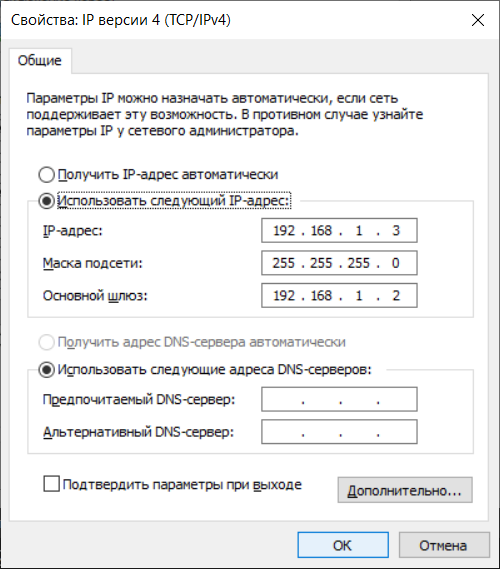 Свойства: IP версии 4 (TCP/IPv4)
Общие
Параметры IP можно назначать автоматически, если сеть
поддерживает эту возможность. В противном случае узнайте
параметры IP у сетевого администратора.
Получить IP-адрес автоматически
Использовать следующий IP-адрес:
IP-адрес: 192 . 168 . 1 . 3
Маска подсети: 255 . 255 . 255 . 0
Основной шлюз: 192 . 168 . 1 . 2
Получить адрес DNS-сервера автоматически
Использовать следующие адреса DNS-серверов:
Предпочитаемый DNS-сервер: . . .
Альтернативный DNS-сервер: . . .
Подтвердить параметры при выходе
Дополнительно...
ОК Отмена